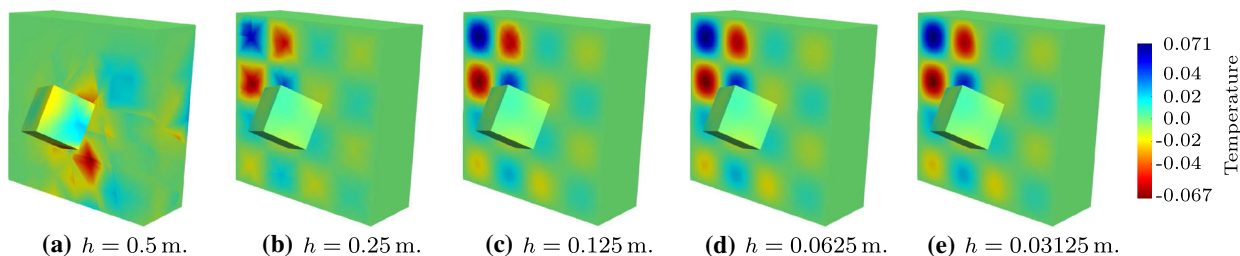 0.071
0.04
0.02
0.0
-0.02
-0.04
-0.067
Temperature
(a) h = 0.5 m.
(b) h = 0.25 m.
(c) h = 0.125 m.
(d) h = 0.0625 m.
(e) h = 0.03125 m.